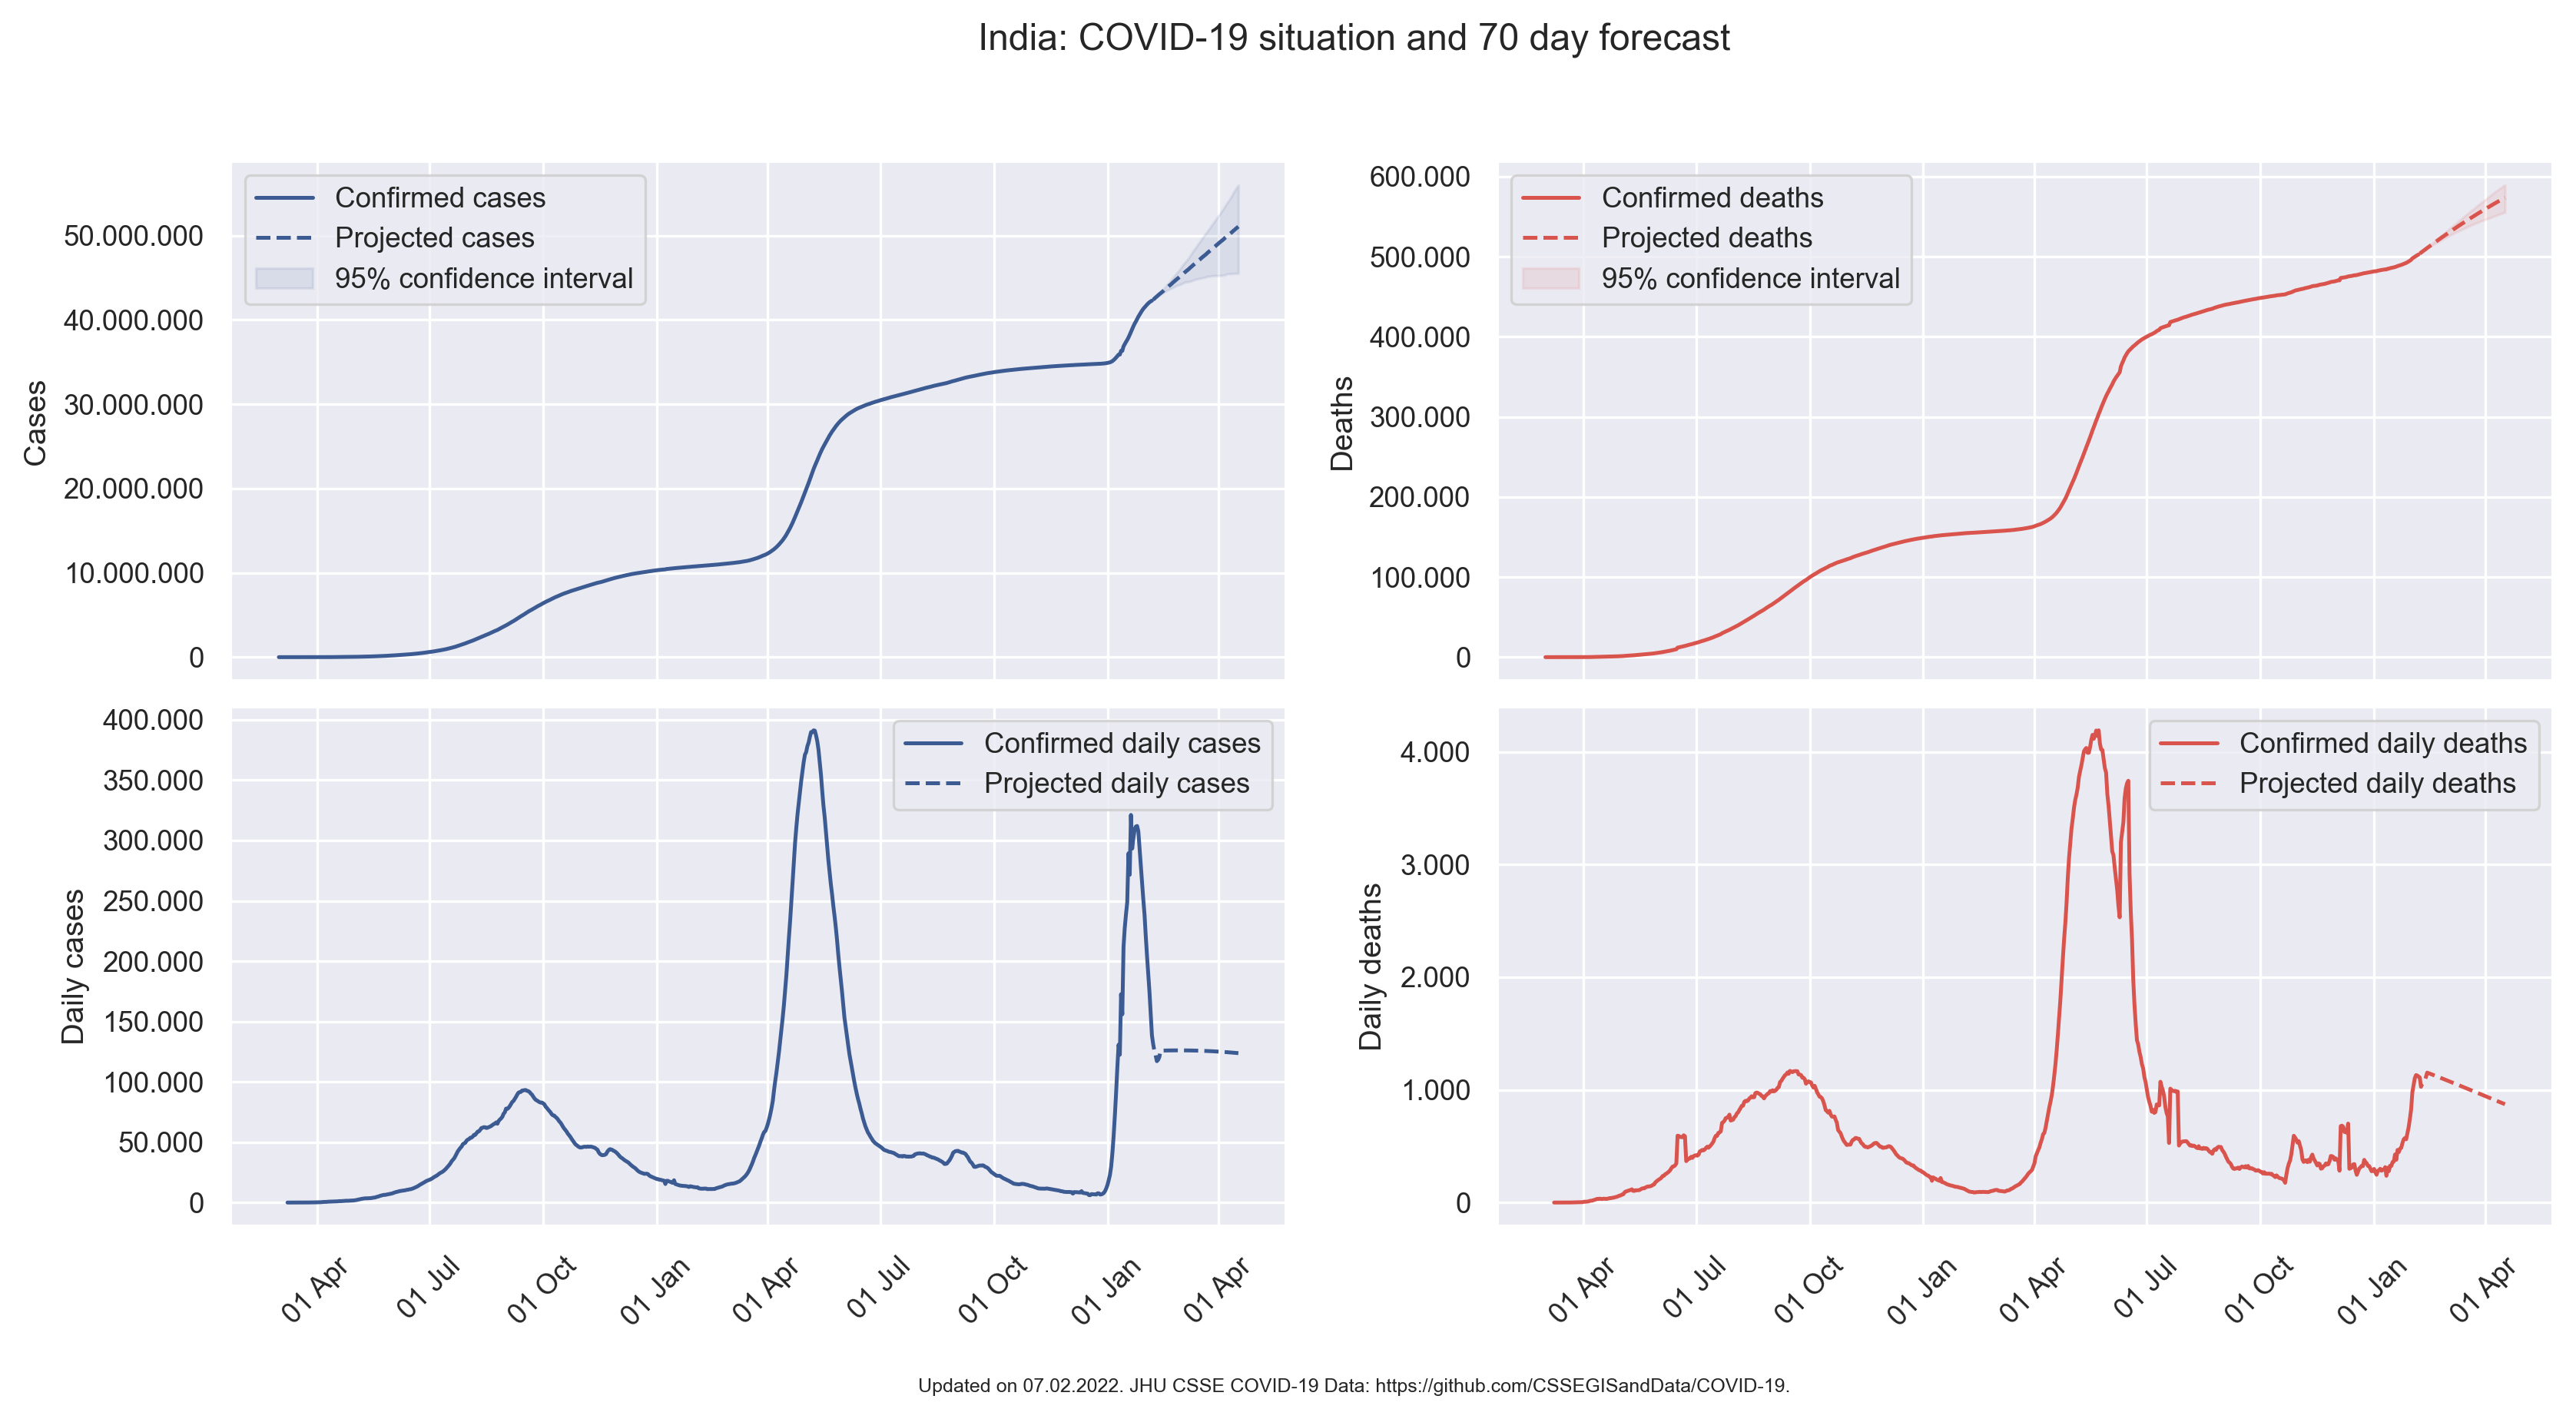 India: COVID-19 situation and 70 day forecast
Confirmed cases
Projected cases
95% confidence interval
Cases
50.000.000
40.000.000
30.000.000
20.000.000
10.000.000
0
Confirmed deaths
Projected deaths
95% confidence interval
Deaths
600.000
500.000
400.000
300.000
200.000
100.000
0
Confirmed daily cases
Projected daily cases
Daily cases
400.000
350.000
300.000
250.000
200.000
150.000
100.000
50.000
0
01 Apr
01 Jul
01 Oct
01 Jan
01 Apr
01 Jul
01 Oct
01 Jan
01 Apr
Confirmed daily deaths
Projected daily deaths
Daily deaths
4.000
3.000
2.000
1.000
0
01 Apr
01 Jul
01 Oct
01 Jan
01 Apr
01 Jul
01 Oct
01 Jan
01 Apr
Updated on 07.02.2022. JHU CSSE COVID-19 Data: https://github.com/CSSEGISandData/COVID-19.